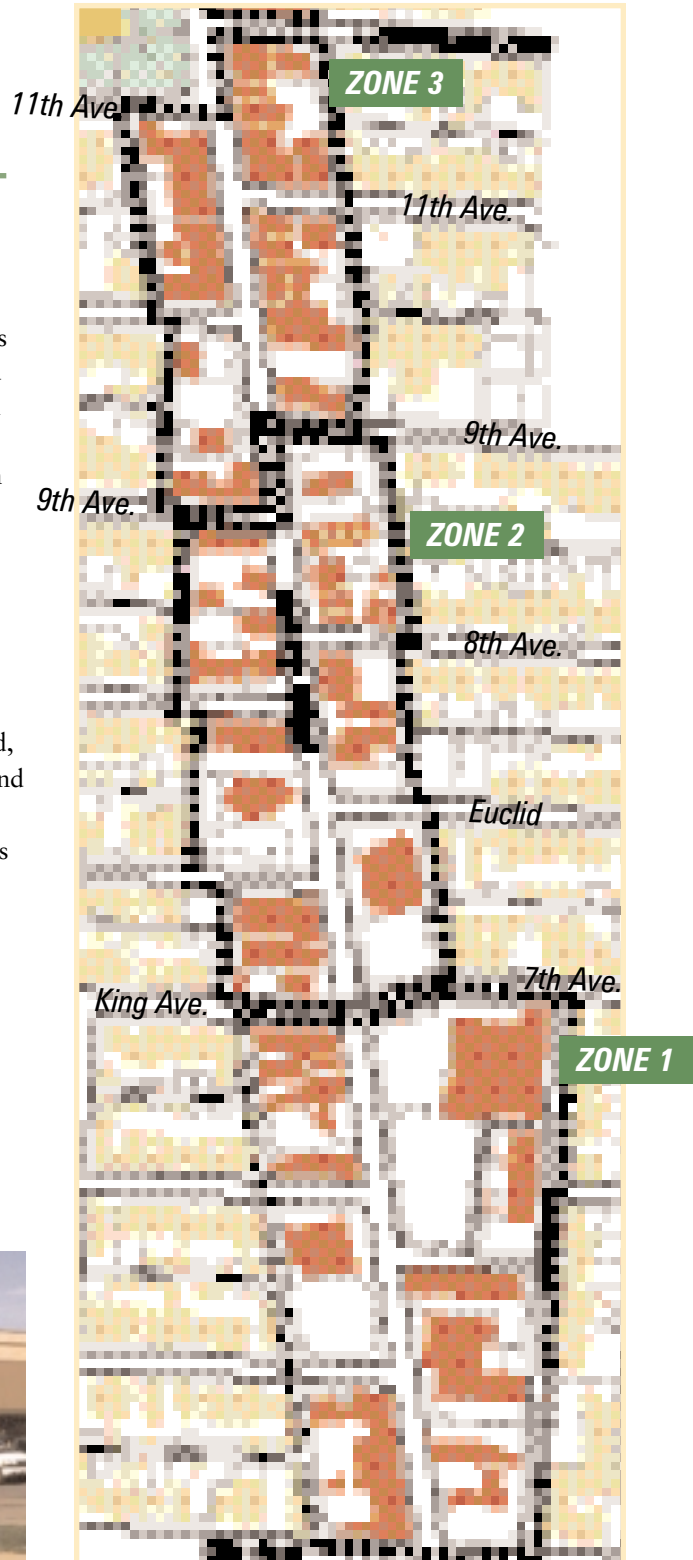 ZONE 3
11th Ave
11th Ave.
9th Ave.
9th Ave.
ZONE 2
8th Ave.
d,
Euclid
7th Ave.
King Ave.
ZONE 1